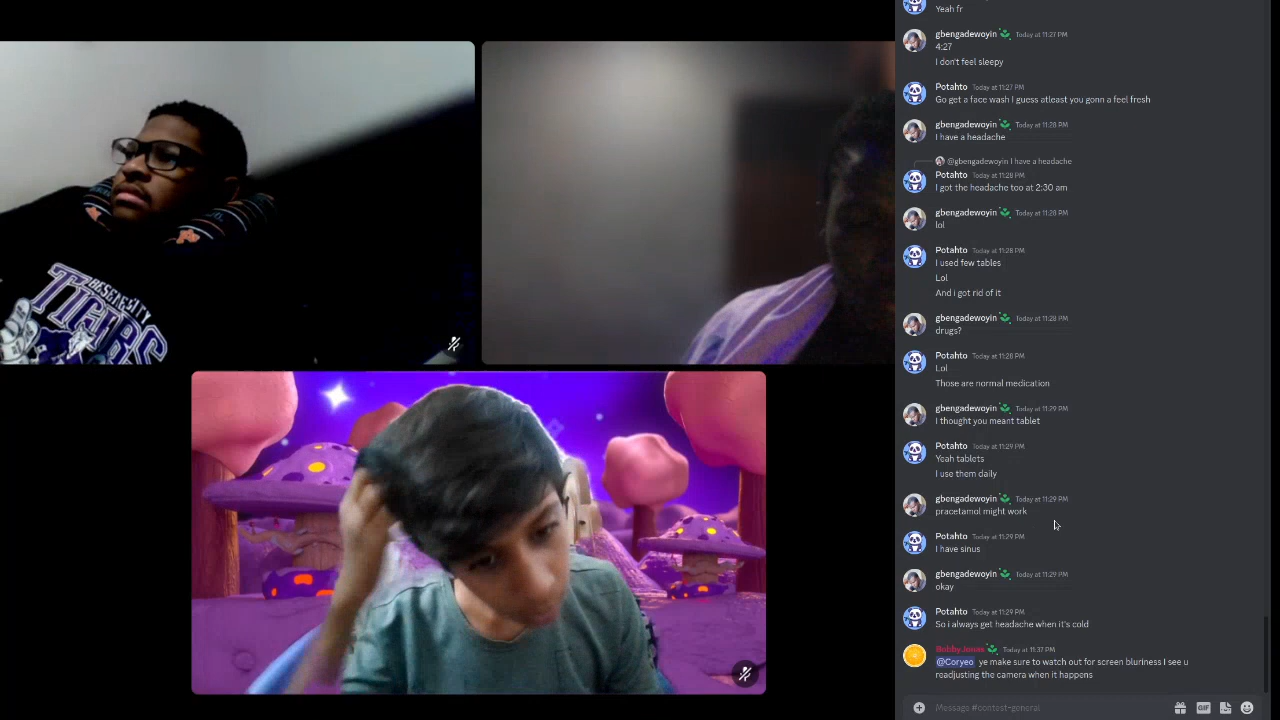 Yeah fr
gbengadewoyin Today at 11:27 PM
4:27
I don't feel sleepy
Potahto Today at 11:27 PM
Go get a face wash I guess atleast you gonn a feel fresh
gbengadewoyin Today at 11:28 PM
I have a headache
@gbengadewoyin I have a headache
Potahto Today at 11:28 PM
I got the headache too at 2:30 am
gbengadewoyin Today at 11:28 PM
lol
Potahto Today at 11:28 PM
I used few tables
Lol
And i got rid of it
gbengadewoyin Today at 11:28 PM
drugs?
Potahto Today at 11:28 PM
Lol
Those are normal medication
gbengadewoyin Today at 11:29 PM
I thought you meant tablet
Potahto Today at 11:29 PM
Yeah tablets
I use them daily
gbengadewoyin Today at 11:29 PM
pracetamol might work
Potahto Today at 11:29 PM
I have sinus
gbengadewoyin Today at 11:29 PM
okay
Potahto Today at 11:29 PM
So i always get headache when it's cold
BobbyJonas Today at 11:37 PM
@Coryeo ye make sure to watch out for screen bluriness I see u
readjusting the camera when it happens
Message #contest-general
GIF
TIGERS